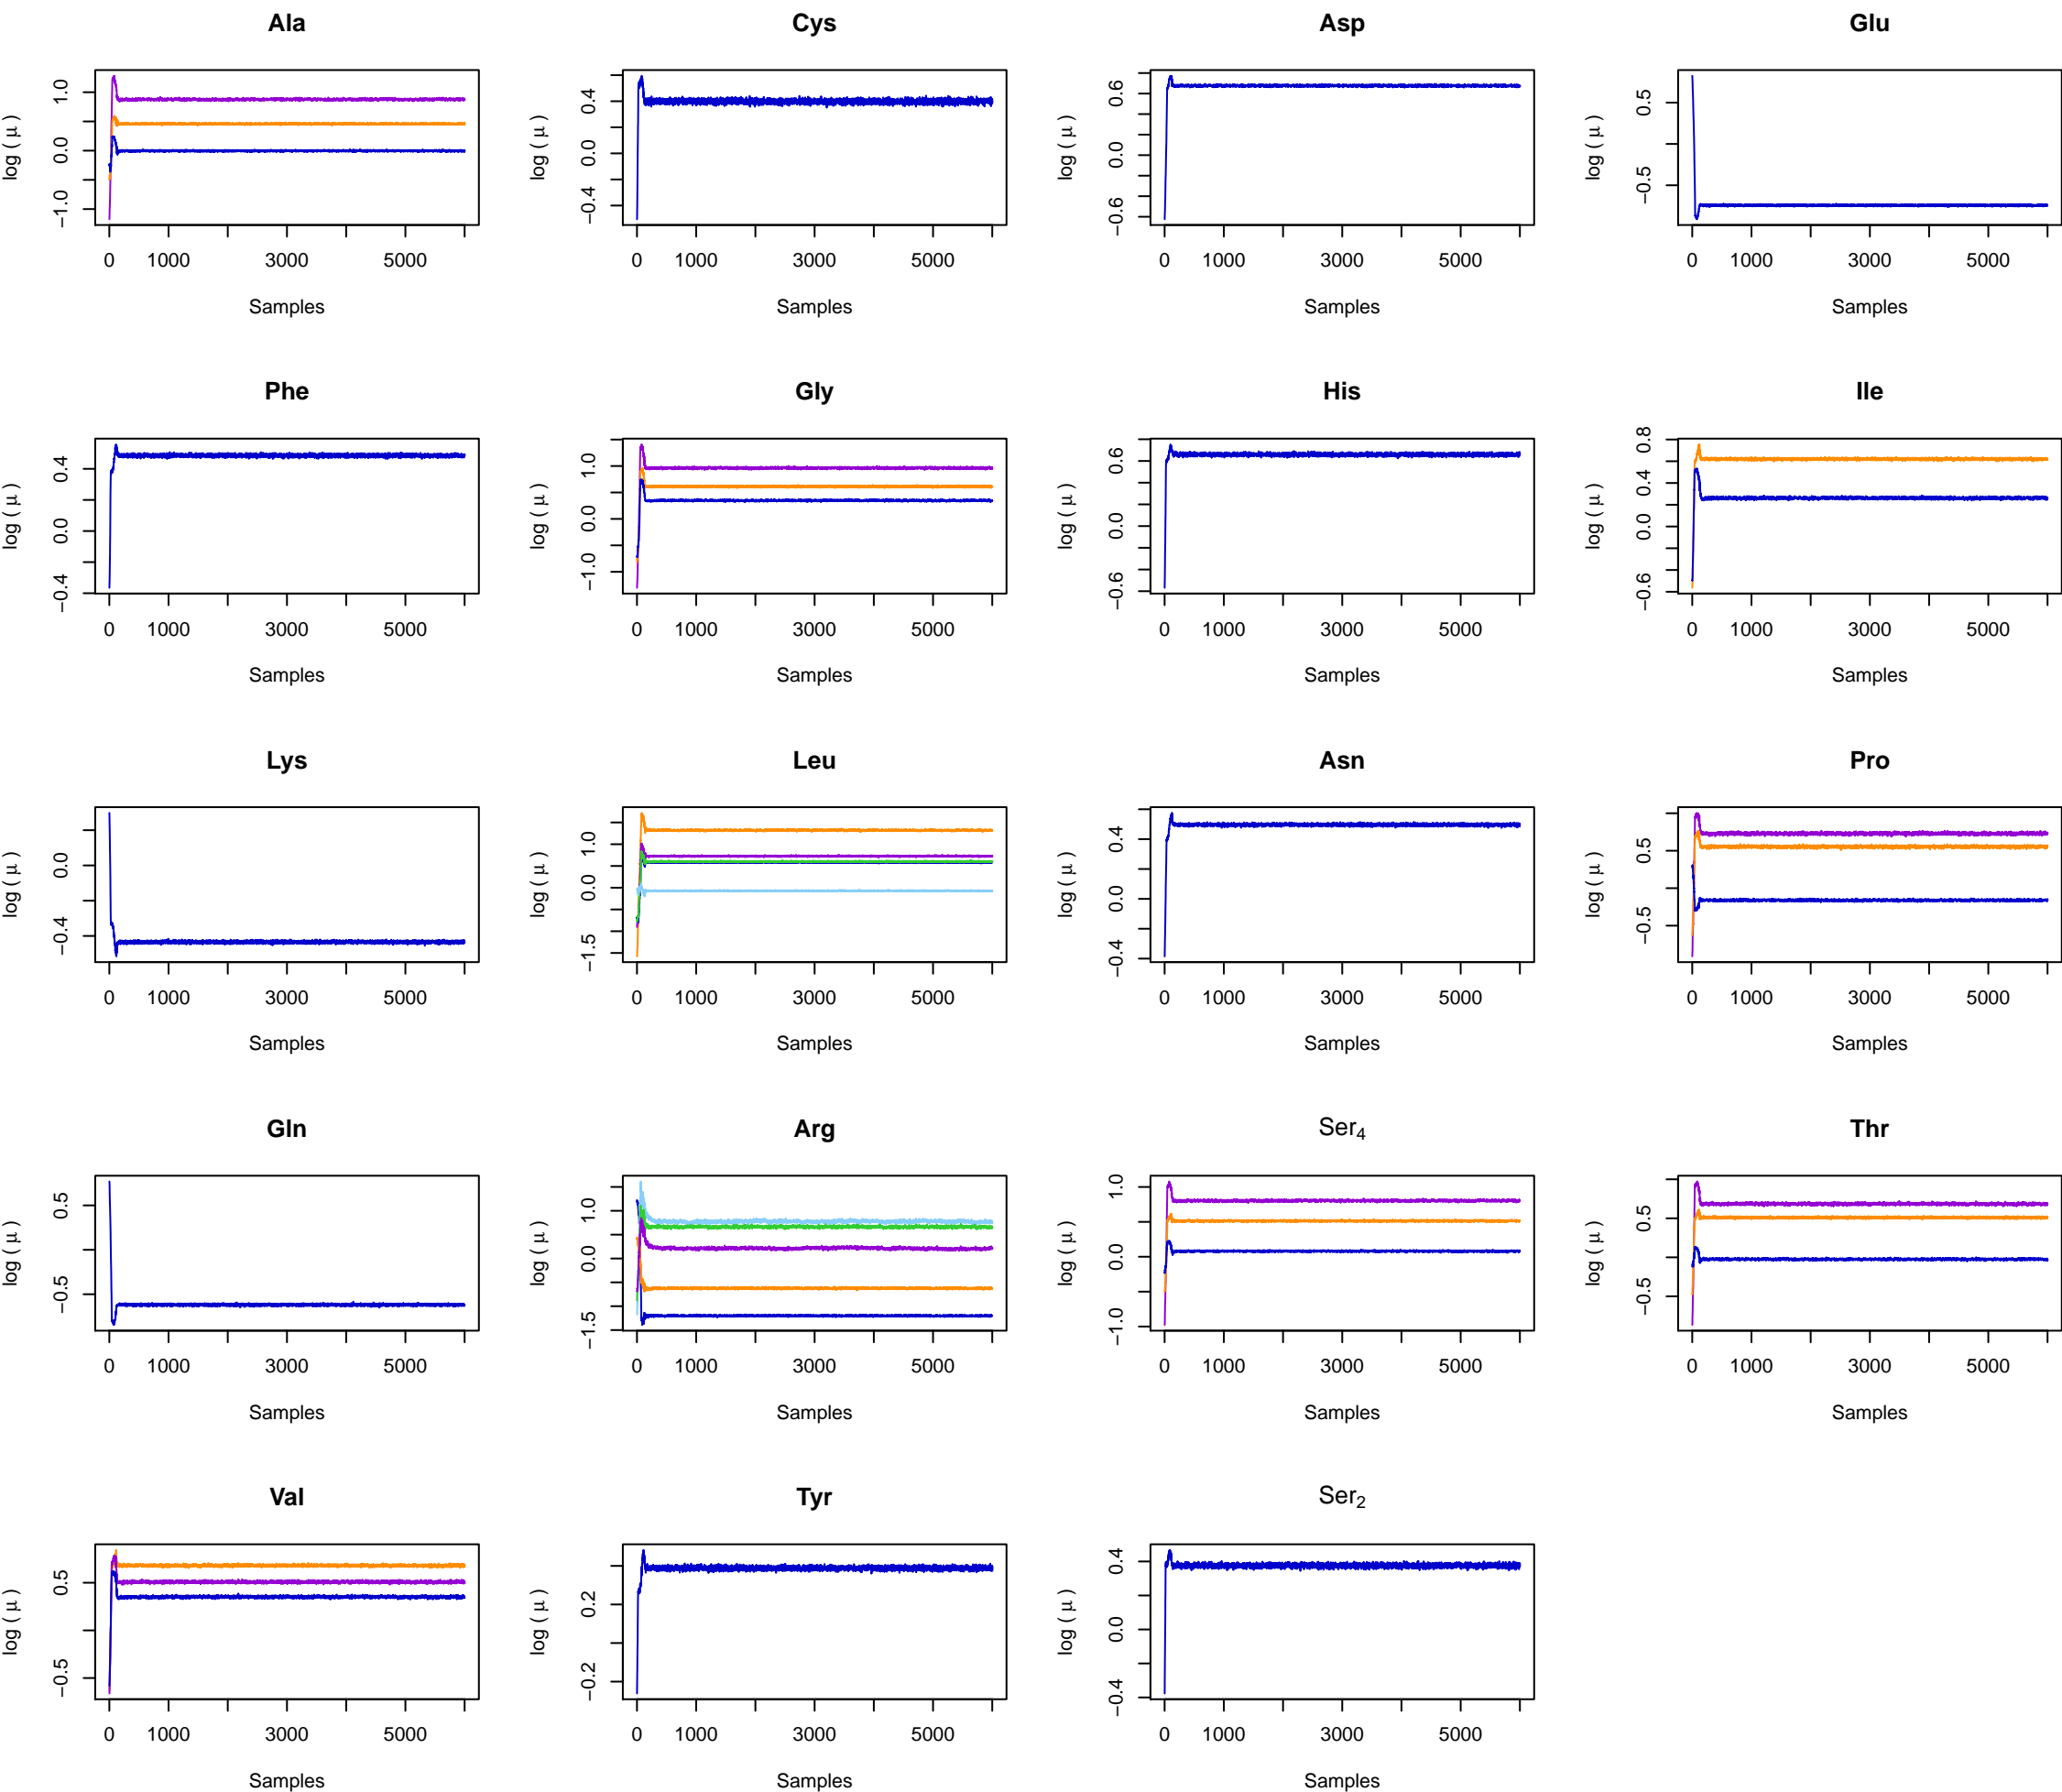 Ala
log ( μ )
1.0
0.0
−1.0
0 1000 3000 5000
Samples
Cys
log ( μ )
0.4
0.0
−0.4
0 1000 3000 5000
Samples
Asp
log ( μ )
0.6
0.0
−0.6
0 1000 3000 5000
Samples
Glu
log ( μ )
0.5
−0.5
0 1000 3000 5000
Samples
Phe
log ( μ )
0.4
0.0
−0.4
0 1000 3000 5000
Samples
Gly
log ( μ )
1.0
0.0
−1.0
0 1000 3000 5000
Samples
His
log ( μ )
0.6
0.0
−0.6
0 1000 3000 5000
Samples
Ile
log ( μ )
0.8
0.4
0.0
−0.6
0 1000 3000 5000
Samples
Lys
log ( μ )
0.0
−0.4
0 1000 3000 5000
Samples
Leu
log ( μ )
1.0
0.0
−1.5
0 1000 3000 5000
Samples
Asn
log ( μ )
0.4
0.0
−0.4
0 1000 3000 5000
Samples
Pro
log ( μ )
0.5
−0.5
0 1000 3000 5000
Samples
Gln
log ( μ )
0.5
−0.5
0 1000 3000 5000
Samples
Arg
log ( μ )
1.0
0.0
−1.5
0 1000 3000 5000
Samples
Ser₄
log ( μ )
1.0
0.0
−1.0
0 1000 3000 5000
Samples
Thr
log ( μ )
0.5
−0.5
0 1000 3000 5000
Samples
Val
log ( μ )
0.5
−0.5
0 1000 3000 5000
Samples
Tyr
log ( μ )
0.2
−0.2
0 1000 3000 5000
Samples
Ser₂
log ( μ )
0.4
0.0
−0.4
0 1000 3000 5000
Samples